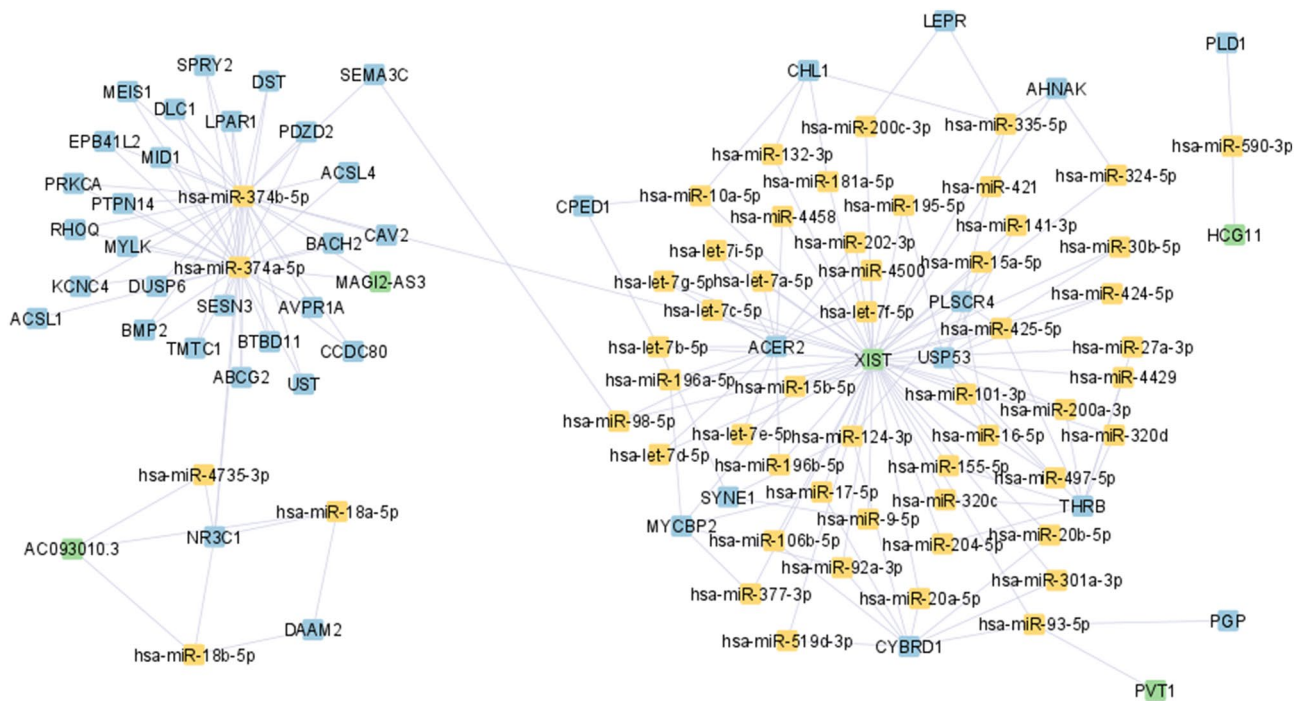 LEPR
PLD1
SPRY2
SEMA3C
CHL1
DST
MEIS1
AHNAK
DLC1
LPAR1
PDZD2
hsa-miR-200c-3p
hsa-miR-335-5p
EPB41L2
hsa-miR-590-3p
MID1
hsa-miR-132-3p
ACSL4
hsa-miR-324-5p
PRKCA
hsa-miR-181a-5p
hsa-miR-421
hsa-miR-374b-5p
hsa-miR-10a-5p
PTPN14
CPED1
hsa-miR-195-5p
hsa-miR-4458
hsa-miR-141-3p
RHOQ
CAV2
HCG11
BACH2
MYLK
hsa-miR-202-3p
hsa-miR-30b-5p
hsa-let-7i-5p
hsa-miR-15a-5p
hsa-miR-374a-5p
hsa-miR-4500
MAGI2-AS3
hsa-let-7g-5p
hsa-let-7a-5p
KCNC4
DUSP6
hsa-miR-424-5p
PLSCR4
SESN3
AVPR1A
hsa-let-7c-5p
hsa-let-7f-5p
ACSL1
BMP2
hsa-miR-425-5p
BTBD11
TMTC1
CCDC80
hsa-let-7b-5p
ACER2
hsa-miR-27a-3p
XIST
USP53
ABCG2
UST
hsa-miR-196a-5p
hsa-miR-4429
hsa-miR-15b-5p
hsa-miR-101-3p
hsa-miR-200a-3p
hsa-miR-98-5p
hsa-let-7e-5p
hsa-miR-124-3p
hsa-miR-16-5p
hsa-miR-320d
hsa-let-7d-5p
hsa-miR-196b-5p
hsa-miR-155-5p
hsa-miR-4735-3p
hsa-miR-497-5p
hsa-miR-17-5p
SYNE1
hsa-miR-320c
THRB
hsa-miR-18a-5p
hsa-miR-9-5p
MYCBP2
NR3C1
hsa-miR-20b-5p
hsa-miR-106b-5p
hsa-miR-204-5p
AC093010.3
hsa-miR-92a-3p
hsa-miR-301a-3p
hsa-miR-377-3p
hsa-miR-20a-5p
PGP
hsa-miR-93-5p
DAAM2
hsa-miR-519d-3p
CYBRD1
hsa-miR-18b-5p
PVT1